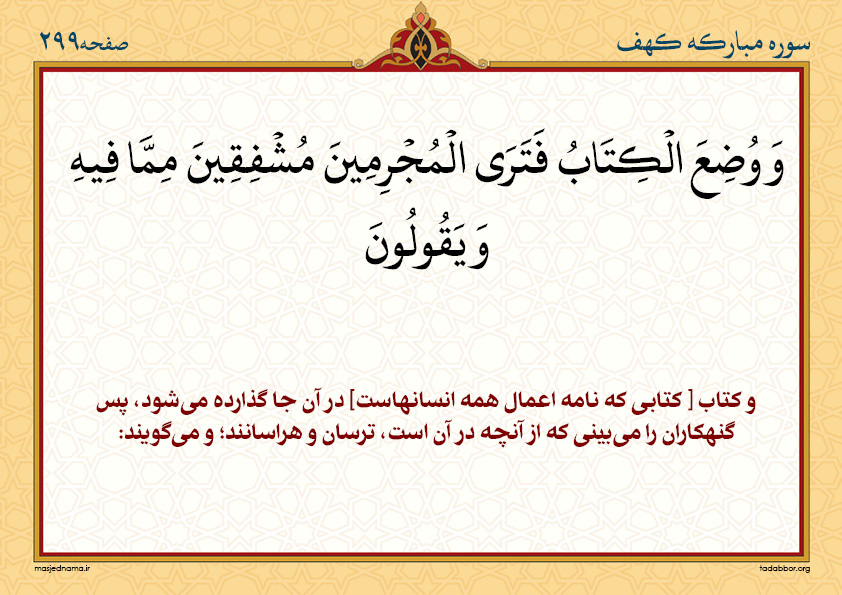 سوره مبارکه کهف
صفحه۲۹۹
وَ وُضِعَ الْكِتَابُ فَتَرَى الْمُجْرِمِينَ مُشْفِقِينَ مِمَّا فِيهِ
وَ يَقُولُونَ
و کتاب [ کتابی که نامه اعمال همه انسانهاست] در آن جا گذارده می‌شود، پس
گنهکاران را می‌بینی که از آنچه در آن است، ترسان و هراسانند؛ و می‌گویند:
masjednama.ir
tadabbor.org